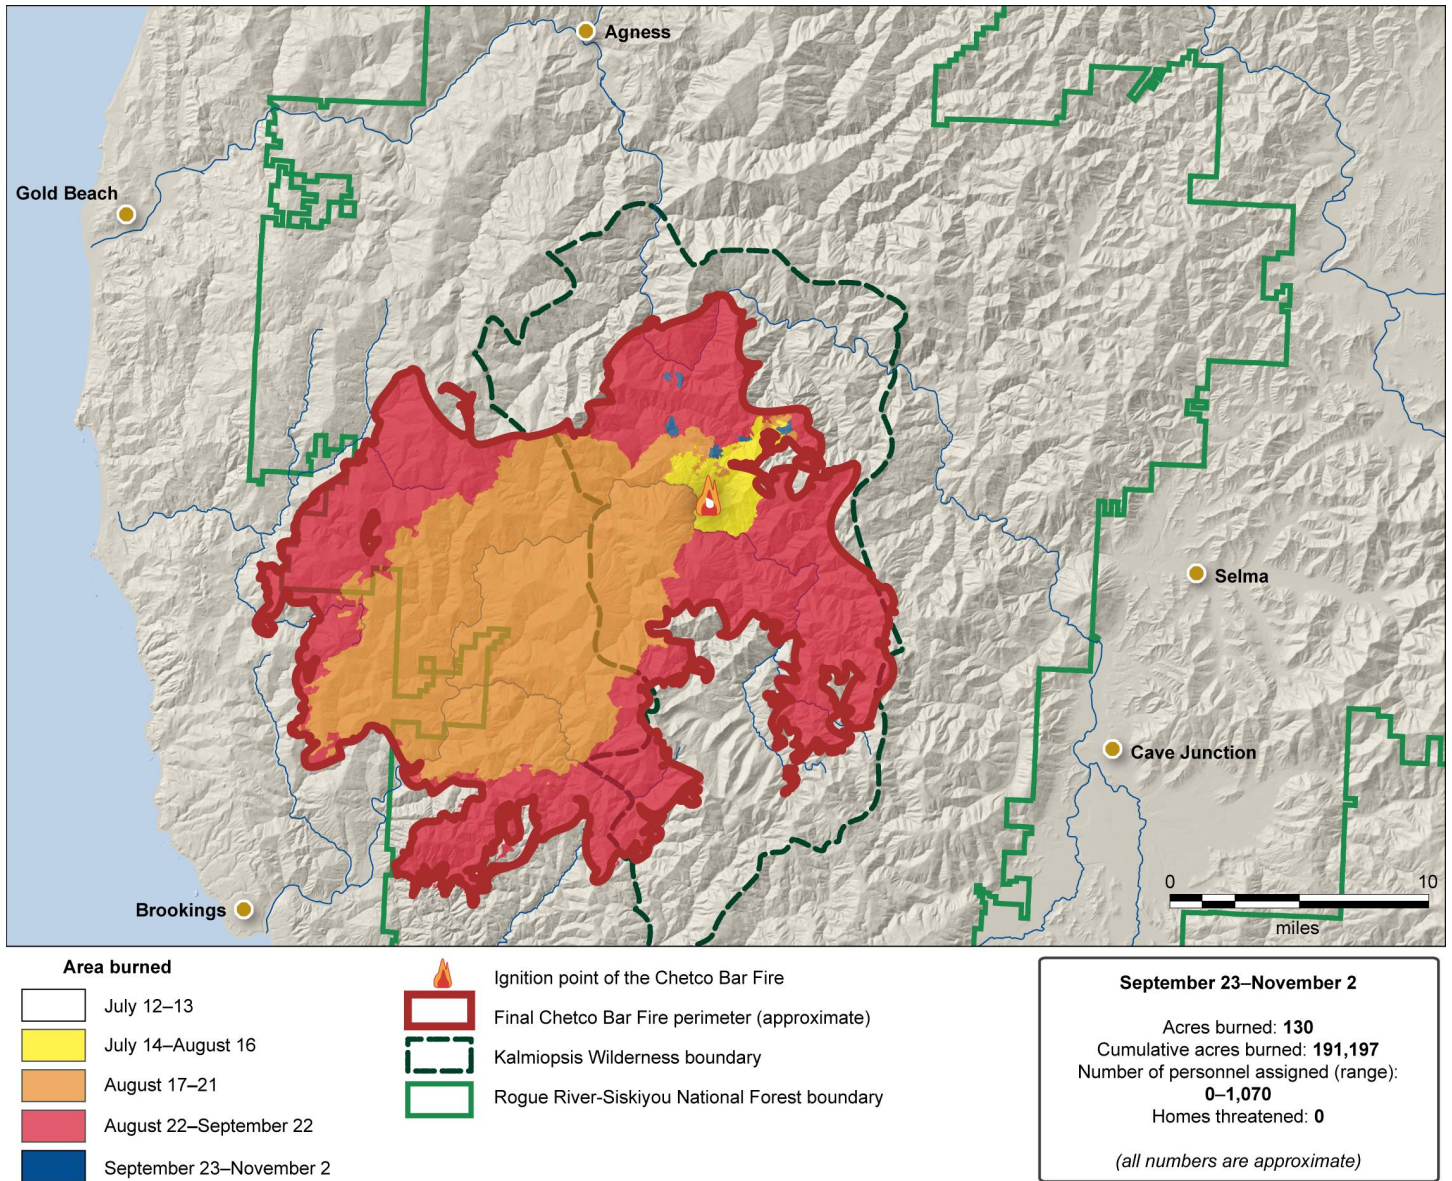 Agness
Gold Beach
Selma
Cave Junction
Brookings
0 10
miles
Area burned
July 12–13
July 14–August 16
August 17–21
August 22–September 22
September 23–November 2
Ignition point of the Chetco Bar Fire
Final Chetco Bar Fire perimeter (approximate)
Kalmiopsis Wilderness boundary
Rogue River-Siskiyou National Forest boundary
September 23–November 2
Acres burned: 130
Cumulative acres burned: 191,197
Number of personnel assigned (range):
0–1,070
Homes threatened: 0
(all numbers are approximate)